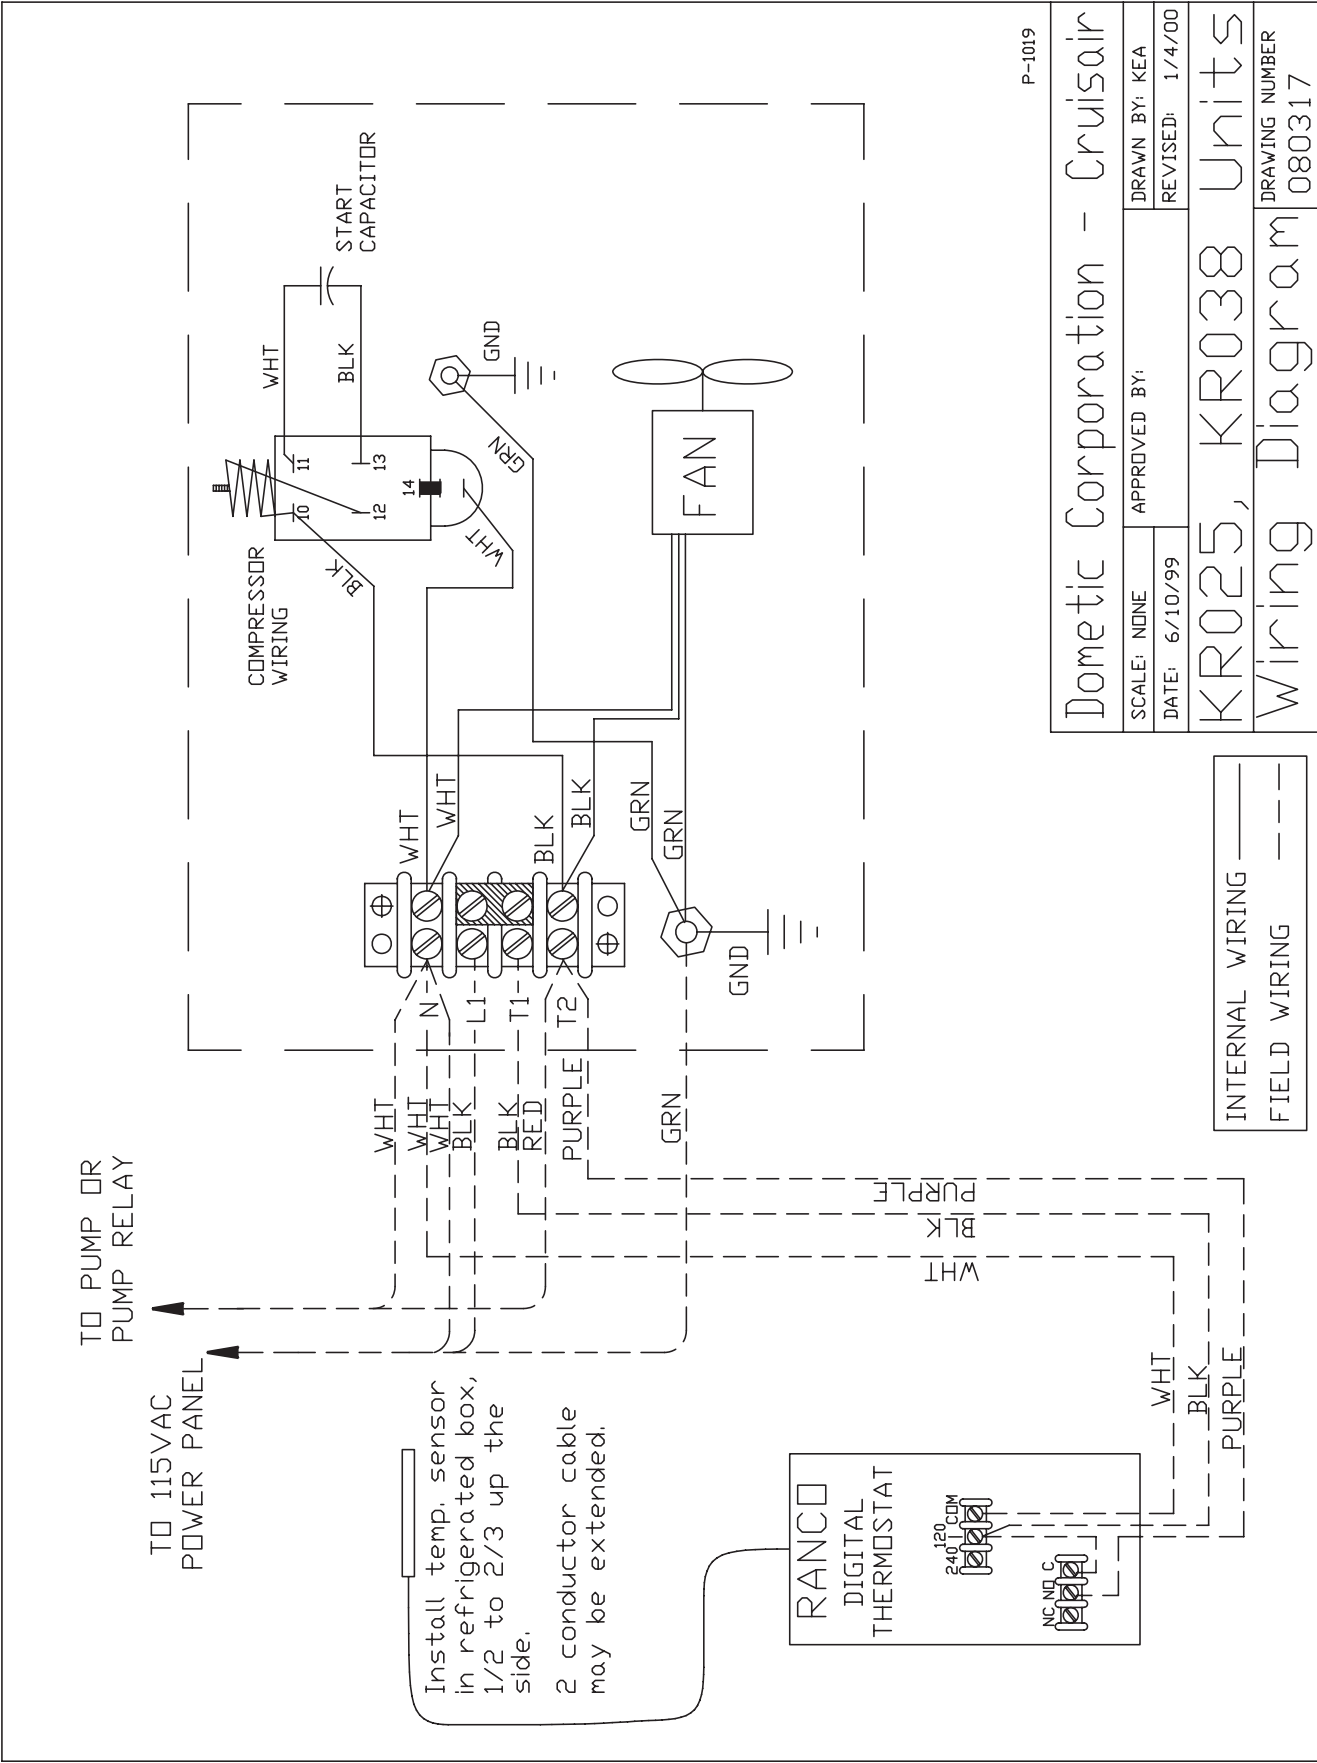 TO PUMP OR
PUMP RELAY
TO 115VAC
POWER PANEL
Install temp. sensor
in refrigerated box,
1/2 to 2/3 up the
side.
2 conductor cable
may be extended.
RANCO
DIGITAL
THERMOSTAT
240
120
COM
NC
NO
C
WHT
BLK
PURPLE
WHT
BLK
PURPLE
WHT
WHT
WHT
BLK
BLK
RED
PURPLE
GRN
N
L1
T1
T2
GND
WHT
WHT
BLK
BLK
GRN
GRN
COMPRESSOR
WIRING
BLK
WHT
10
11
12
13
14
WHT
BLK
START
CAPACITOR
GRN
GND
FAN
INTERNAL WIRING
FIELD WIRING
P-1019
Dometic Corporation - Cruisair
SCALE: NONE
APPROVED BY:
DRAWN BY: KEA
DATE: 6/10/99
REVISED: 1/4/00
KRO25, KRO38 Units
Wiring Diagram
DRAWING NUMBER
080317